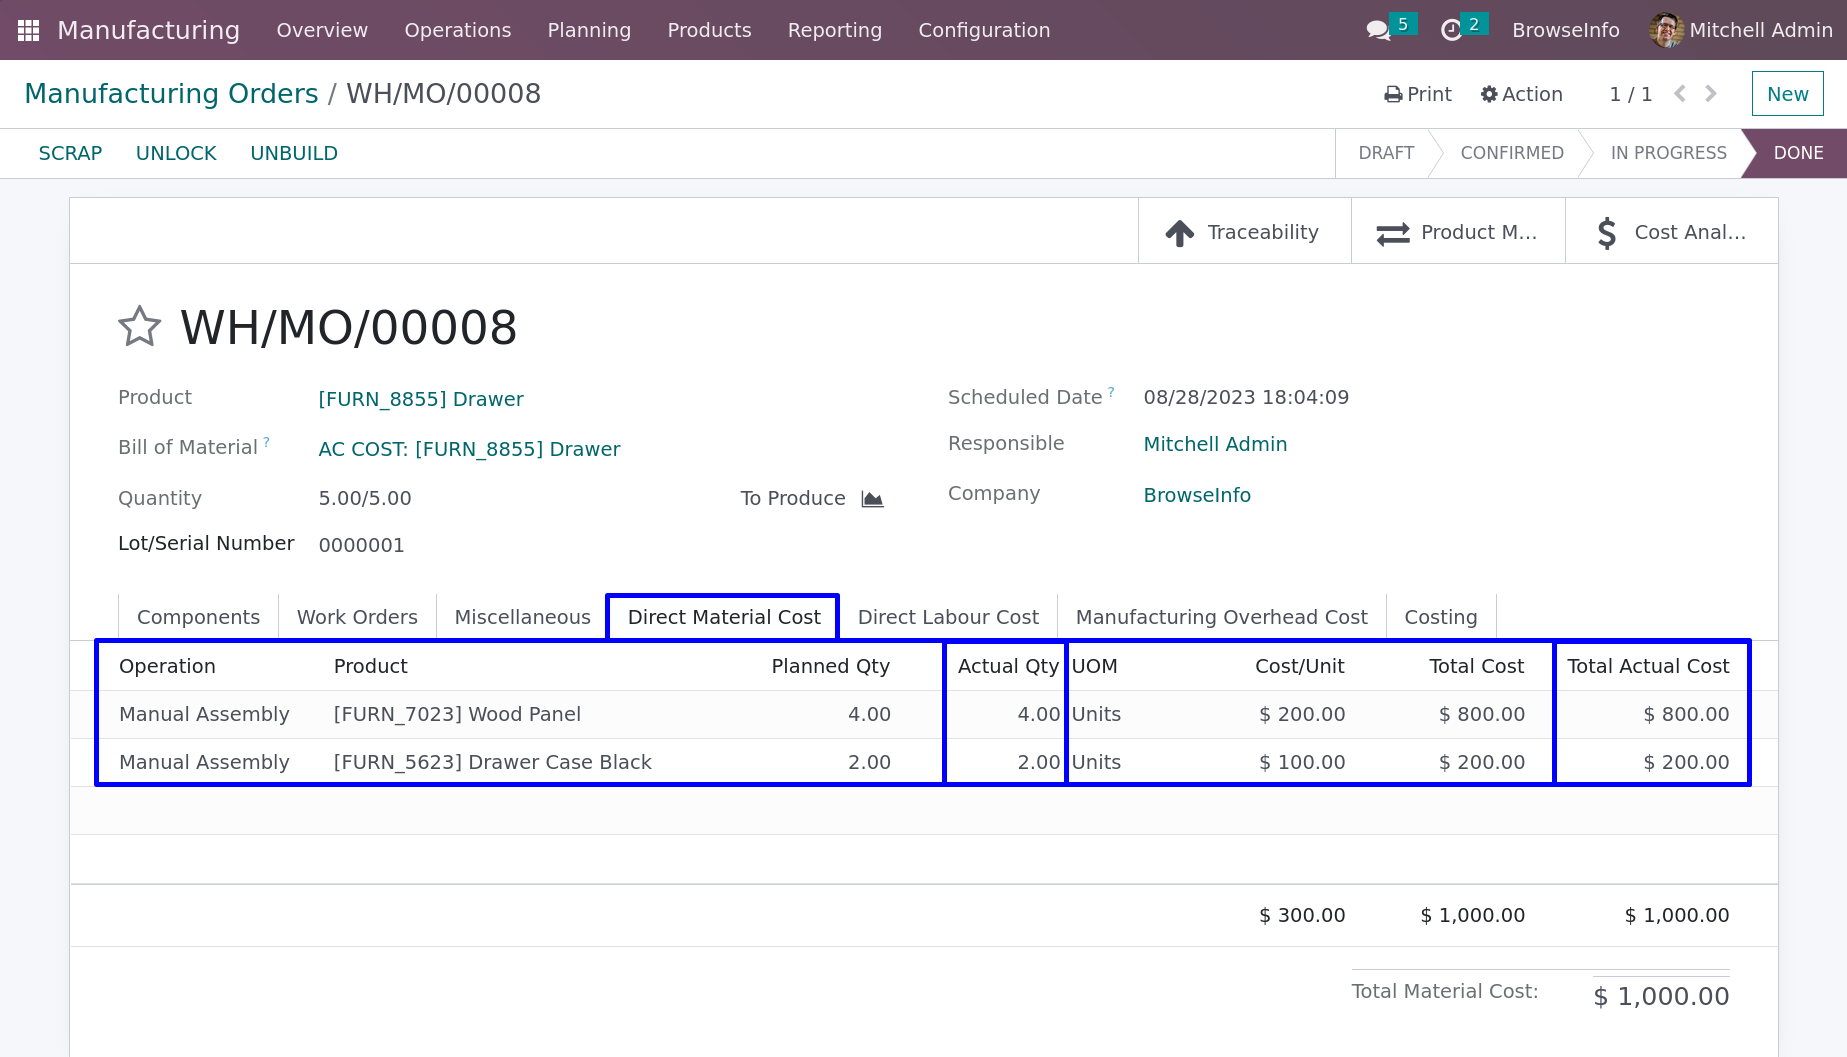 Manufacturing Overview Operations Planning Products Reporting Configuration 5 2 BrowseInfo Mitchell Admin
Manufacturing Orders / WH/MO/00008 Print Action 1 / 1 New
SCRAP UNLOCK UNBUILD DRAFT CONFIRMED IN PROGRESS DONE
Traceability Product M... Cost Anal...
WH/MO/00008
Product [FURN_8855] Drawer Scheduled Date ? 08/28/2023 18:04:09
Bill of Material ? AC COST: [FURN_8855] Drawer Responsible Mitchell Admin
Quantity 5.00/5.00 To Produce Company BrowseInfo
Lot/Serial Number 0000001
Components Work Orders Miscellaneous Direct Material Cost Direct Labour Cost Manufacturing Overhead Cost Costing
Operation Product Planned Qty Actual Qty UOM Cost/Unit Total Cost Total Actual Cost
Manual Assembly [FURN_7023] Wood Panel 4.00 4.00 Units $ 200.00 $ 800.00 $ 800.00
Manual Assembly [FURN_5623] Drawer Case Black 2.00 2.00 Units $ 100.00 $ 200.00 $ 200.00
$ 300.00 $ 1,000.00 $ 1,000.00
Total Material Cost: $ 1,000.00